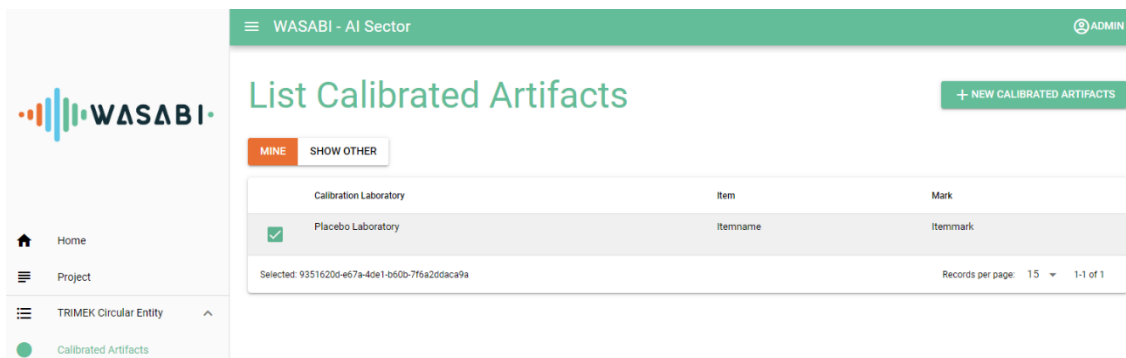 WASABI - AI Sector
ADMIN
WASABI
List Calibrated Artifacts
+ NEW CALIBRATED ARTIFACTS
MINE SHOW OTHER
Calibration Laboratory Item Mark
Placebo Laboratory Itemname Itemmark
Selected: 9351620d-e67a-4de1-b60b-7f6a2ddaca9a Records per page: 15 1-1 of 1
Home
Project
TRIMEK Circular Entity
Calibrated Artifacts